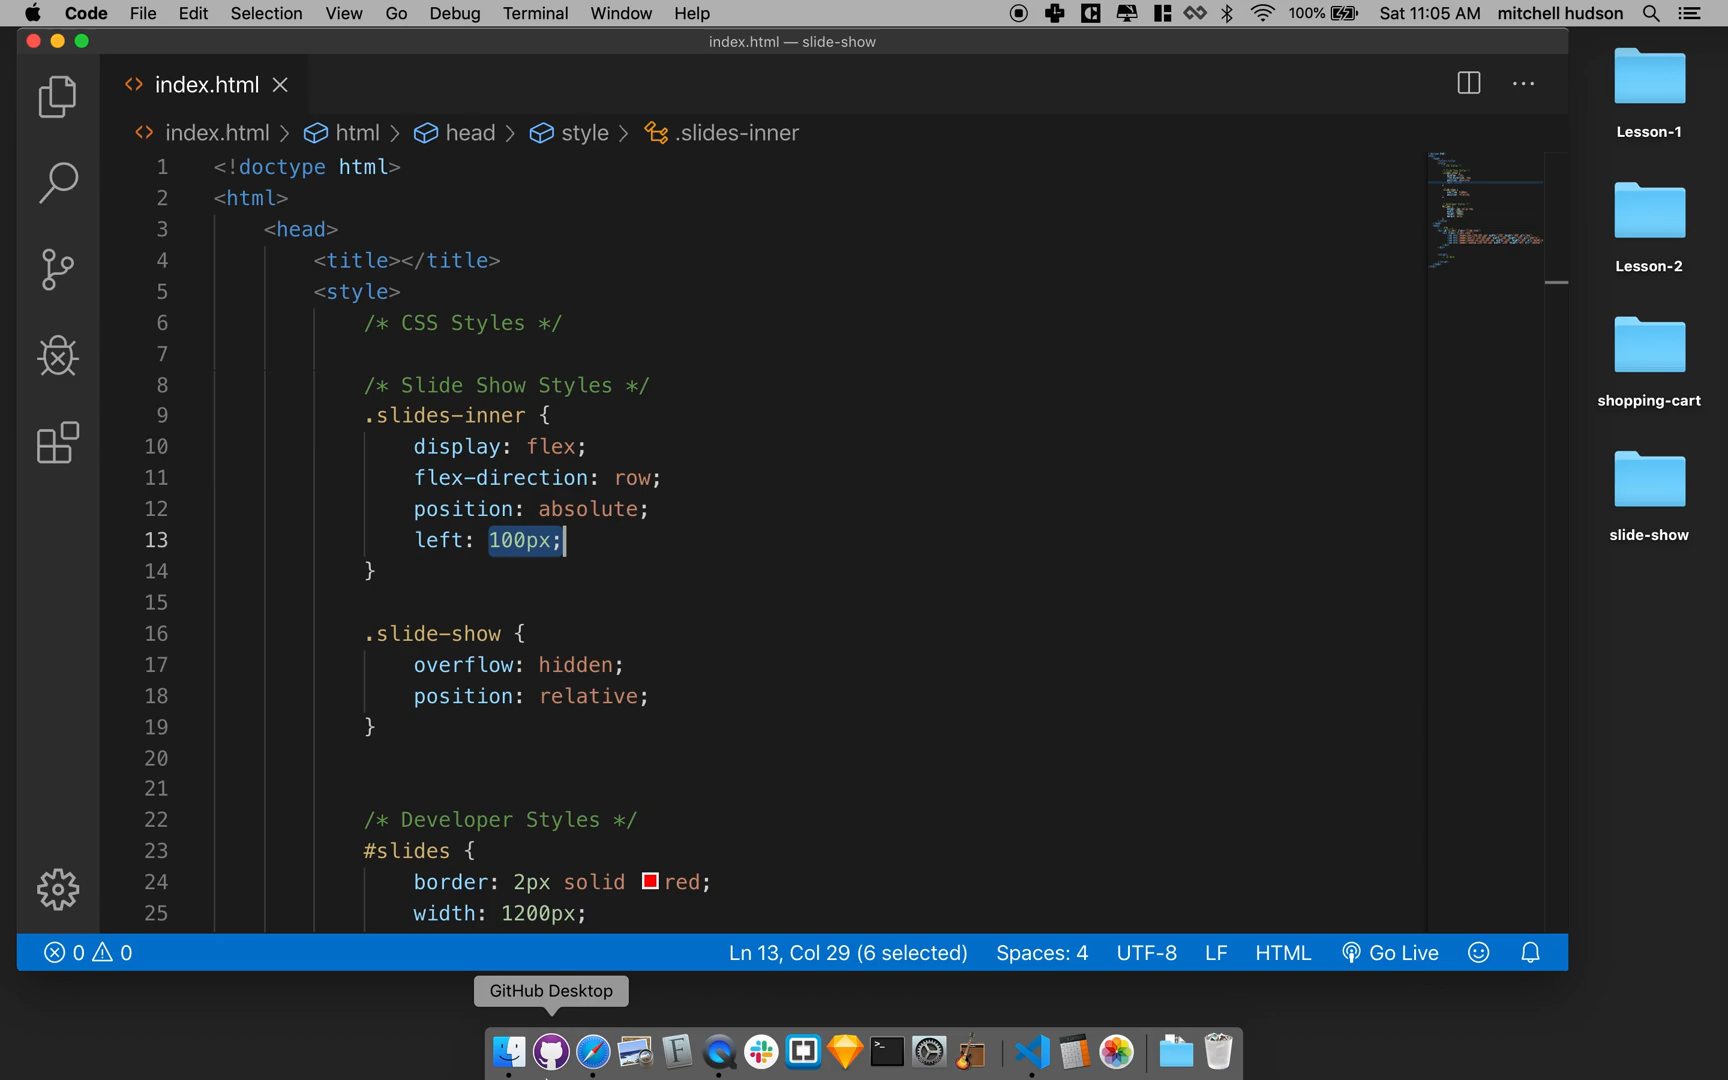 Code File Edit Selection View Go Debug Terminal Window Help 100% Sat 11:05 AM mitchell hudson
index.html — slide-show
index.html
index.html > html > head > style > .slides-inner
1 <!doctype html>
2 <html>
3 <head>
4 <title></title>
5 <style>
6 /* CSS Styles */
7
8 /* Slide Show Styles */
9 .slides-inner {
10 display: flex;
11 flex-direction: row;
12 position: absolute;
13 left: 100px;
14 }
15
16 .slide-show {
17 overflow: hidden;
18 position: relative;
19 }
20
21
22 /* Developer Styles */
23 #slides {
24 border: 2px solid red;
25 width: 1200px;
0 0 Ln 13, Col 29 (6 selected) Spaces: 4 UTF-8 LF HTML Go Live
GitHub Desktop
Lesson-1
Lesson-2
shopping-cart
slide-show